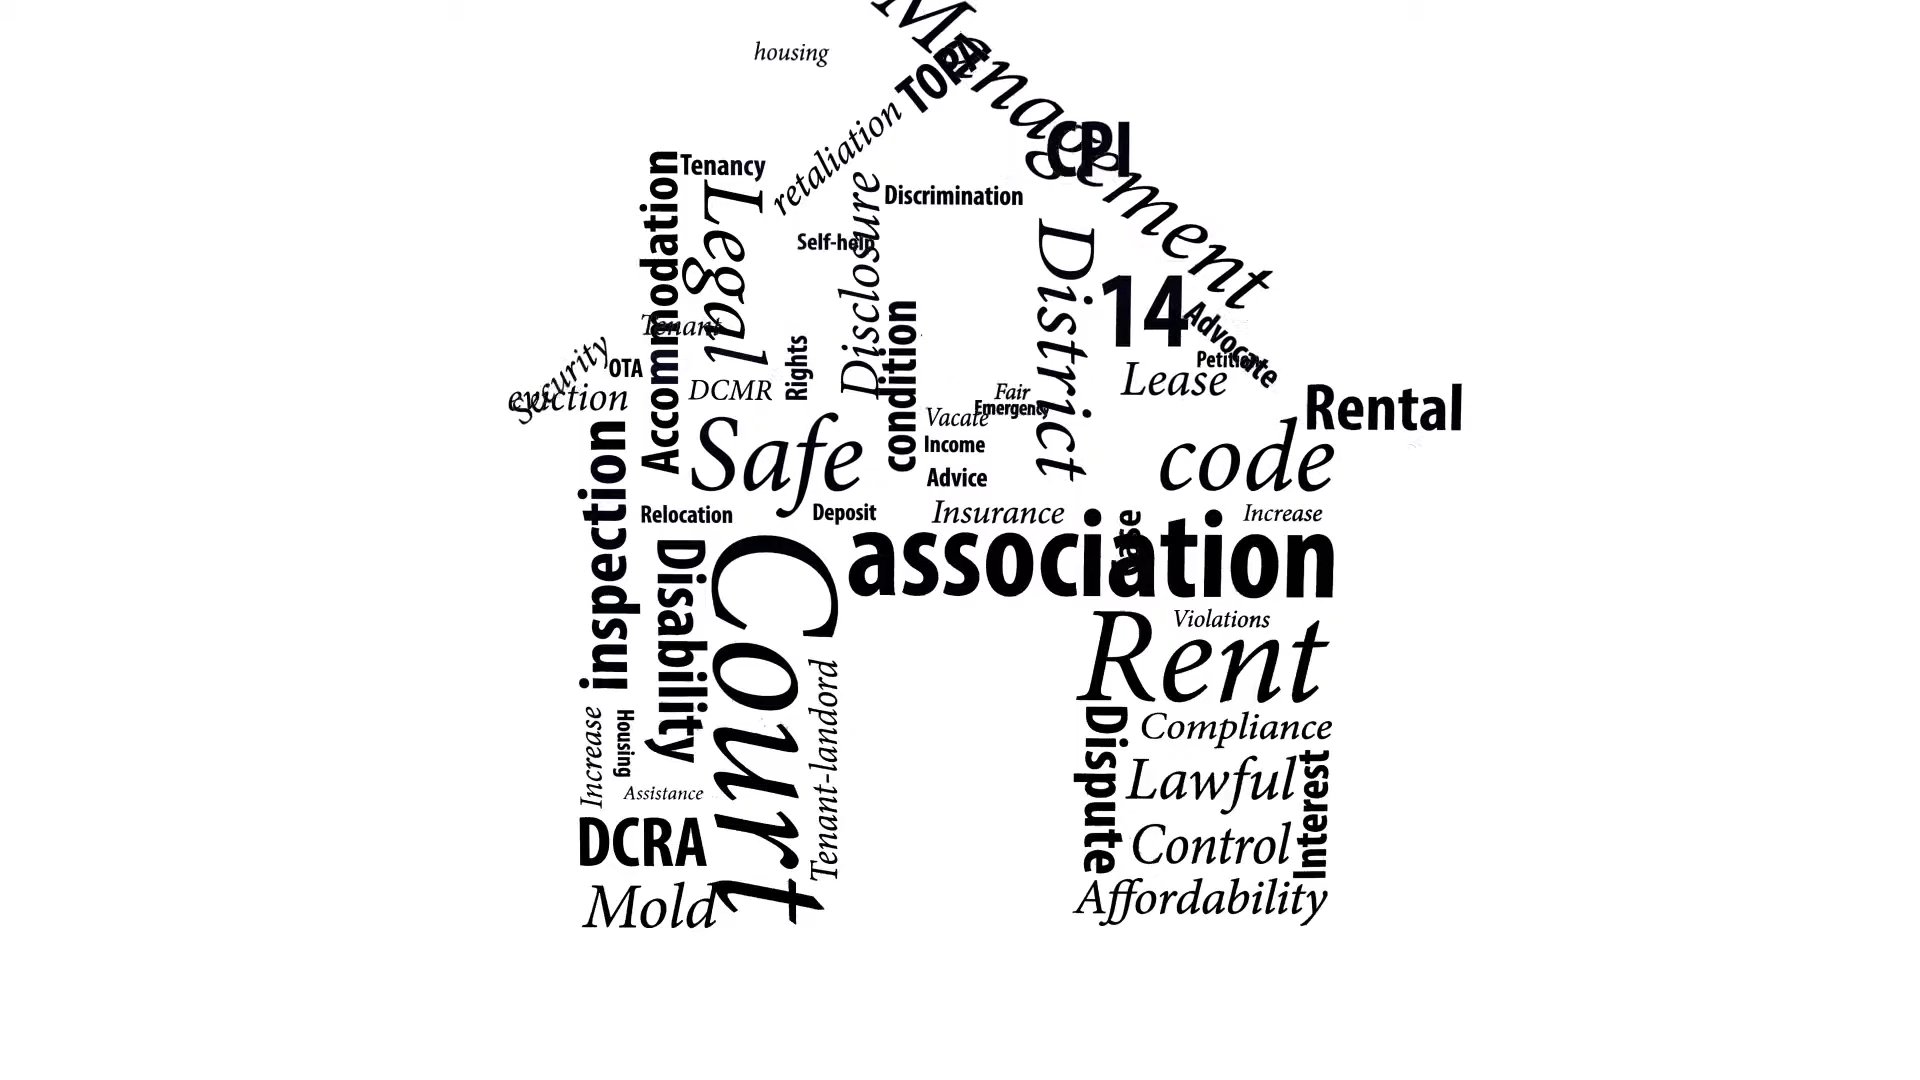 Management
housing
TOPA
retaliation
CPI
Tenancy
Accommodation
Legal
Disclosure
Discrimination
Self-help
District
14
Advocate
Tenant
Security
OTA
eviction
DCMR
Rights
condition
Petition
Lease
Fair
Emergency
Vacate
Rental
Safe
Income
code
Advice
inspection
Relocation
Deposit
Insurance
Increase
Disability
Court
association
Case
Violations
Rent
Tenant-landord
Increase
Housing
Dispute
Compliance
Lawful
Interest
Assistance
DCRA
Control
Mold
Affordability